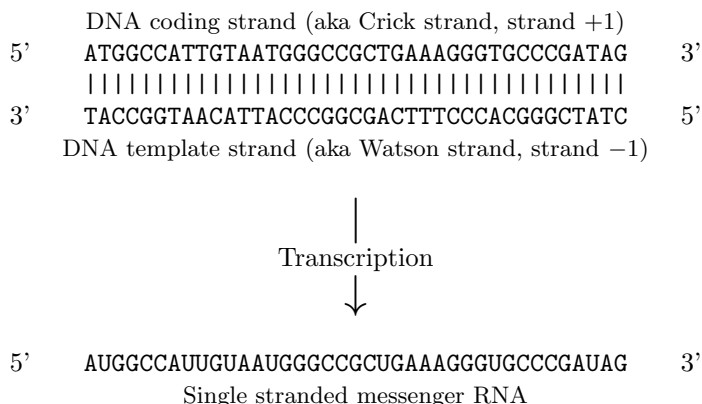 DNA coding strand (aka Crick strand, strand +1)
5’ ATGGCCATTGTAATGGGCCGCTGAAAGGGTGCCCGATAG 3’
|||||||||||||||||||||||||||||||||||||||
3’ TACCGGTAACATTACCCGGCGACTTTCCCACGGGCTATC 5’
DNA template strand (aka Watson strand, strand −1)
Transcription
5’ AUGGCCAUUGUAAUGGGCCGCUGAAAGGGUGCCCGAUAG 3’
Single stranded messenger RNA